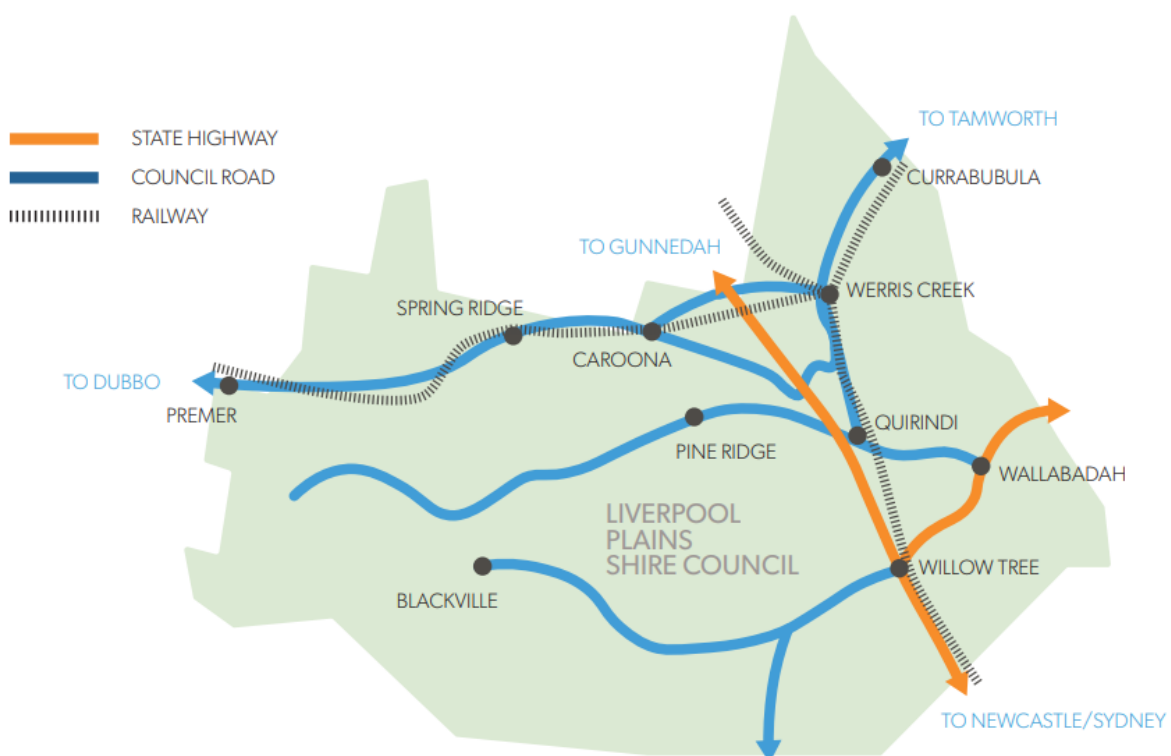 STATE HIGHWAY
COUNCIL ROAD
RAILWAY
TO TAMWORTH
CURRABUBULA
TO GUNNEDAH
WERRIS CREEK
SPRING RIDGE
CAROONA
TO DUBBO
PREMER
QUIRINDI
PINE RIDGE
WALLABADAH
LIVERPOOL
PLAINS
SHIRE COUNCIL
WILLOW TREE
BLACKVILLE
TO NEWCASTLE/SYDNEY